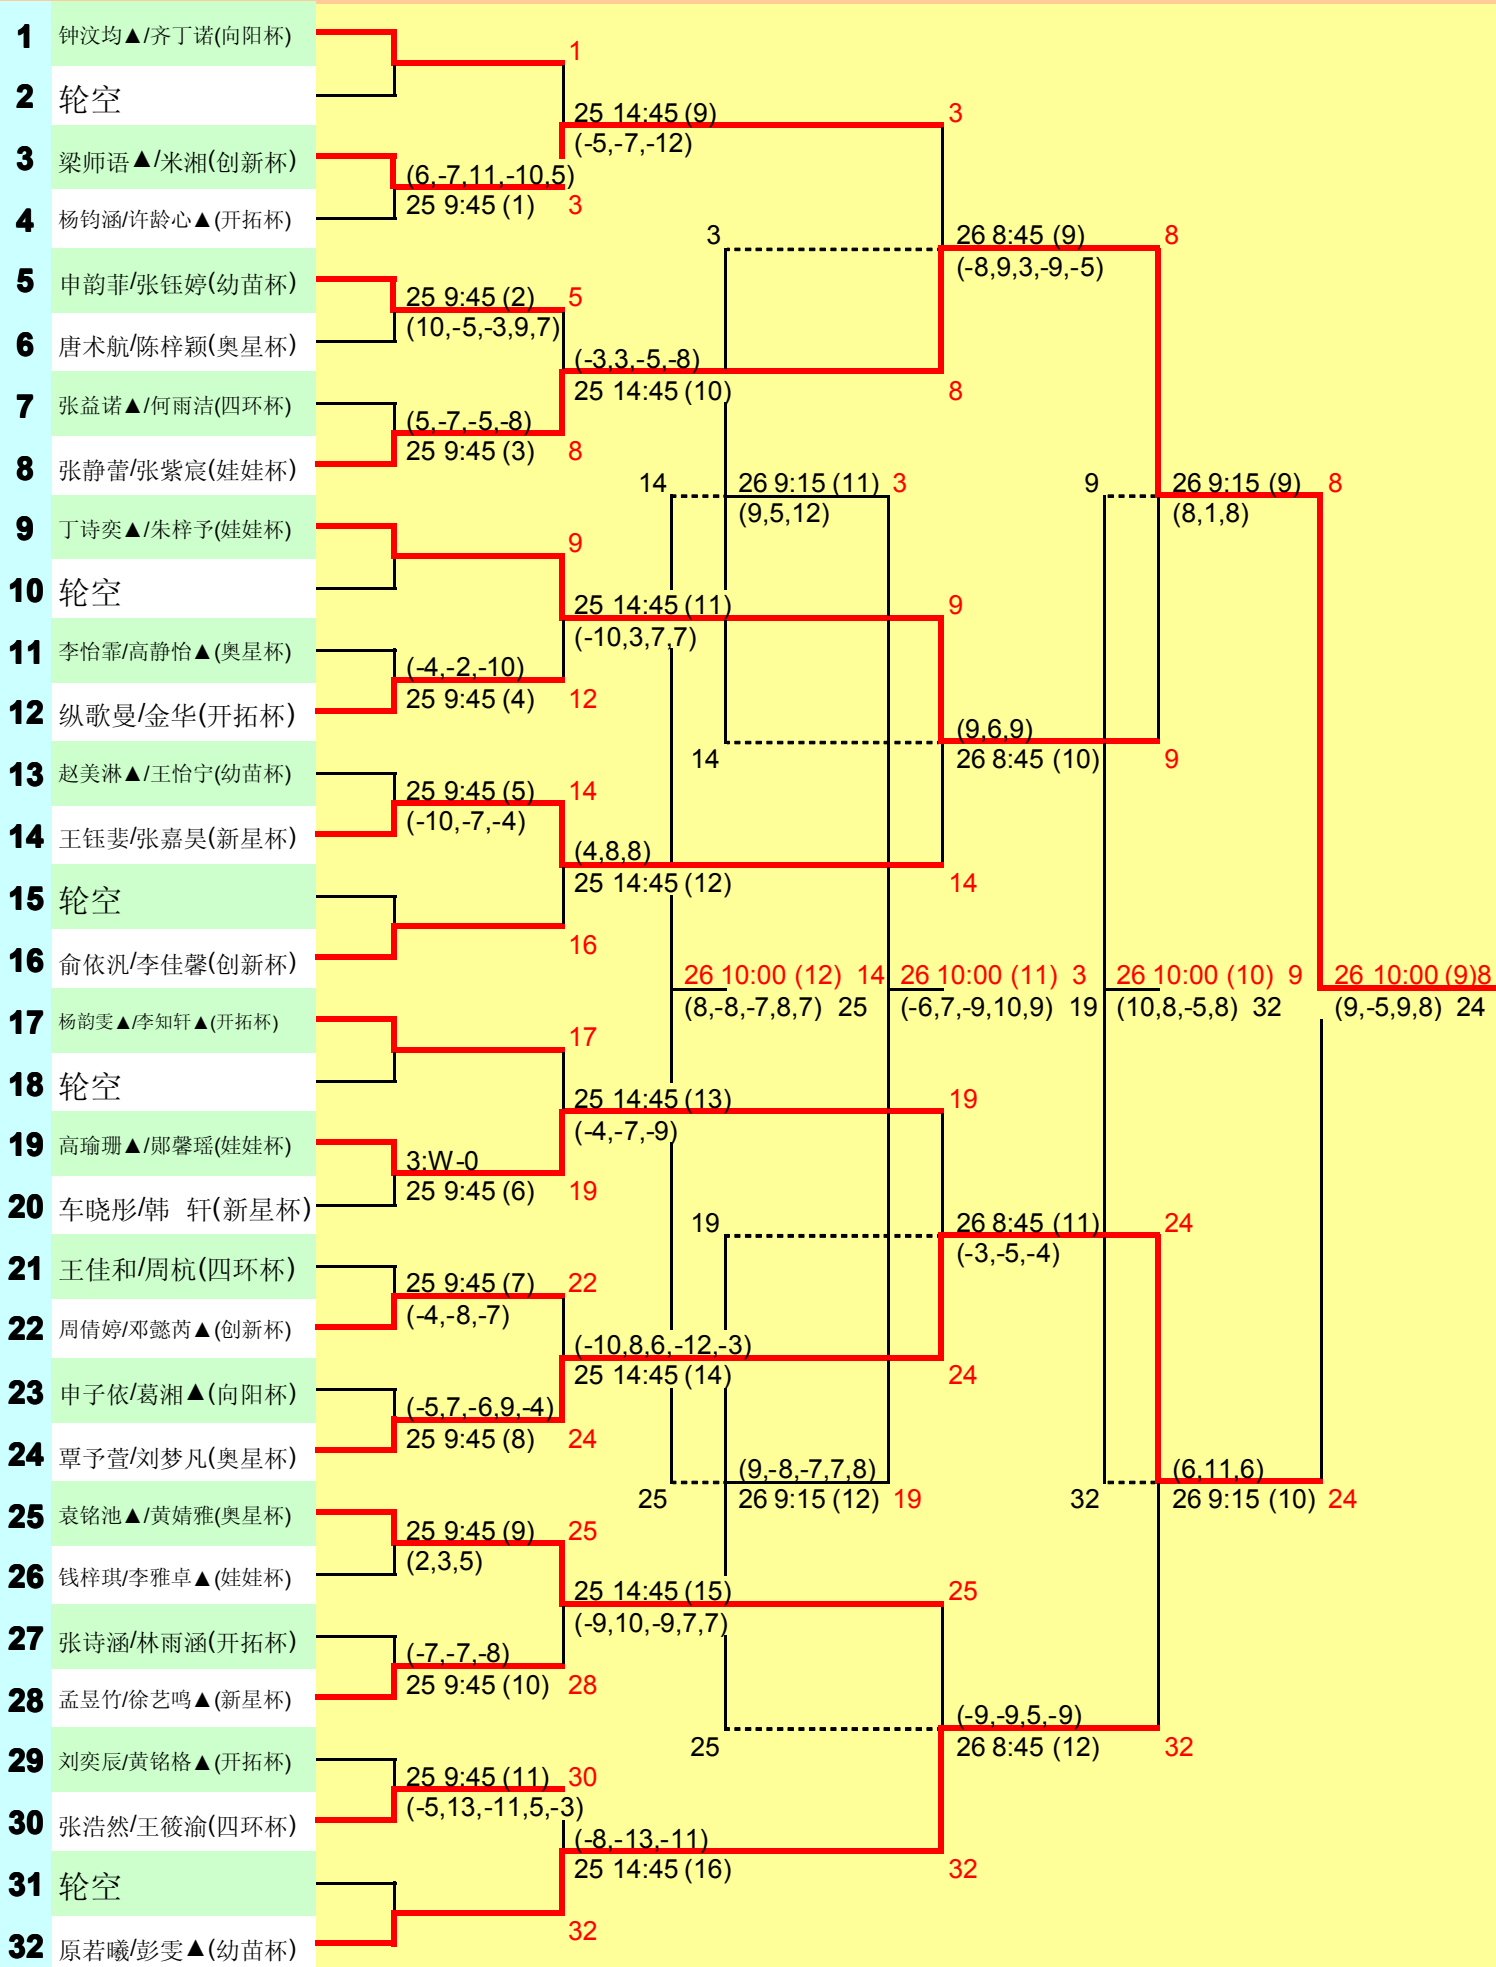 1 钟汶均▲/齐丁诺(向阳杯)
1
2 轮空
25 14:45 (9) 3
(-5,-7,-12)
3 梁师语▲/米湘(创新杯)
(6,-7,11,-10,5)
25 9:45 (1) 3
4 杨钧涵/许龄心▲(开拓杯)
3 26 8:45 (9) 8
(-8,9,3,-9,-5)
5 申韵菲/张钰婷(幼苗杯)
25 9:45 (2) 5
(10,-5,-3,9,7)
6 唐术航/陈梓颖(奥星杯)
(-3,3,-5,-8)
25 14:45 (10) 8
7 张益诺▲/何雨洁(四环杯)
(5,-7,-5,-8)
25 9:45 (3) 8
8 张静蕾/张紫宸(娃娃杯)
14 26 9:15 (11) 3 9 26 9:15 (9) 8
(9,5,12) (8,1,8)
9 丁诗奕▲/朱梓予(娃娃杯)
9
10 轮空
25 14:45 (11) 9
(-10,3,7,7)
11 李怡霏/高静怡▲(奥星杯)
(-4,-2,-10)
25 9:45 (4) 12
12 纵歌曼/金华(开拓杯)
(9,6,9)
14 26 8:45 (10) 9
13 赵美淋▲/王怡宁(幼苗杯)
25 9:45 (5) 14
(-10,-7,-4)
14 王钰婓/张嘉昊(新星杯)
(4,8,8)
25 14:45 (12) 14
15 轮空
16
16 俞依汎/李佳馨(创新杯)
26 10:00 (12) 14 26 10:00 (11) 3 26 10:00 (10) 9 26 10:00 (9)8
(8,-8,-7,8,7) 25 (-6,7,-9,10,9) 19 (10,8,-5,8) 32 (9,-5,9,8) 24
17 杨韵雯▲/李知轩▲(开拓杯)
17
18 轮空
25 14:45 (13) 19
(-4,-7,-9)
19 高瑜珊▲/郧馨瑶(娃娃杯)
3:W-0
25 9:45 (6) 19
20 车晓彤/韩 轩(新星杯)
19 26 8:45 (11) 24
(-3,-5,-4)
21 王佳和/周杭(四环杯)
25 9:45 (7) 22
(-4,-8,-7)
22 周倩婷/邓懿芮▲(创新杯)
(-10,8,6,-12,-3)
25 14:45 (14) 24
23 申子依/葛湘▲(向阳杯)
(-5,7,-6,9,-4)
25 9:45 (8) 24
24 覃予萱/刘梦凡(奥星杯)
(9,-8,-7,7,8) (6,11,6)
25 26 9:15 (12) 19 32 26 9:15 (10) 24
25 袁铭池▲/黄婧雅(奥星杯)
25 9:45 (9) 25
(2,3,5)
26 钱梓琪/李雅卓▲(娃娃杯)
25 14:45 (15) 25
(-9,10,-9,7,7)
27 张诗涵/林雨涵(开拓杯)
(-7,-7,-8)
25 9:45 (10) 28
28 孟昱竹/徐艺鸣▲(新星杯)
(-9,-9,5,-9)
25 26 8:45 (12) 32
29 刘奕辰/黄铭格▲(开拓杯)
25 9:45 (11) 30
(-5,13,-11,5,-3)
30 张浩然/王筱渝(四环杯)
(-8,-13,-11)
25 14:45 (16) 32
31 轮空
32
32 原若曦/彭雯▲(幼苗杯)